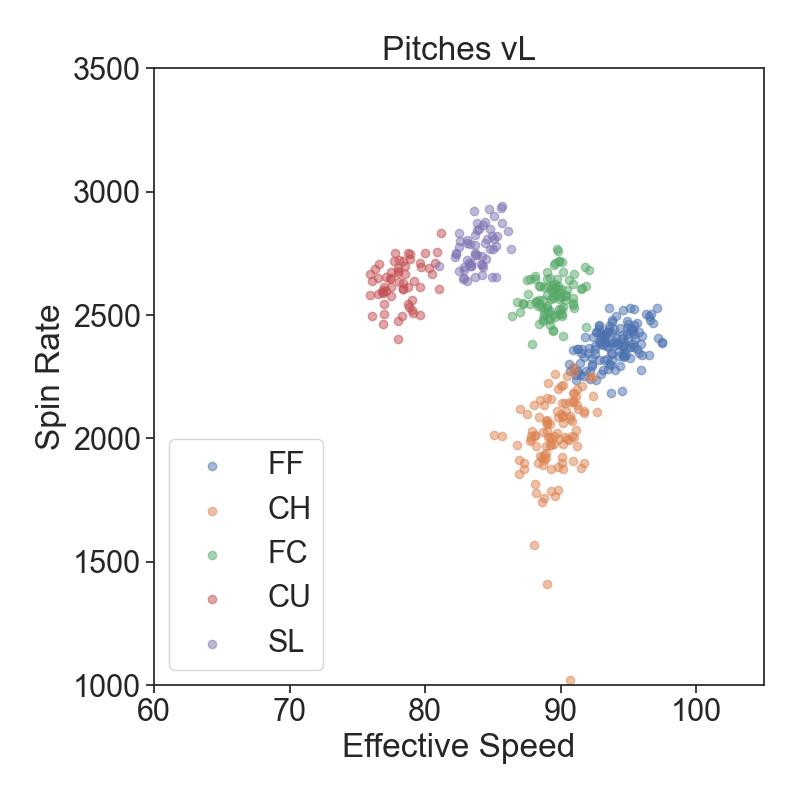 Pitches vL
3500
3000
2500
2000
1500
1000
Spin Rate
FF
CH
FC
CU
SL
60 70 80 90 100
Effective Speed